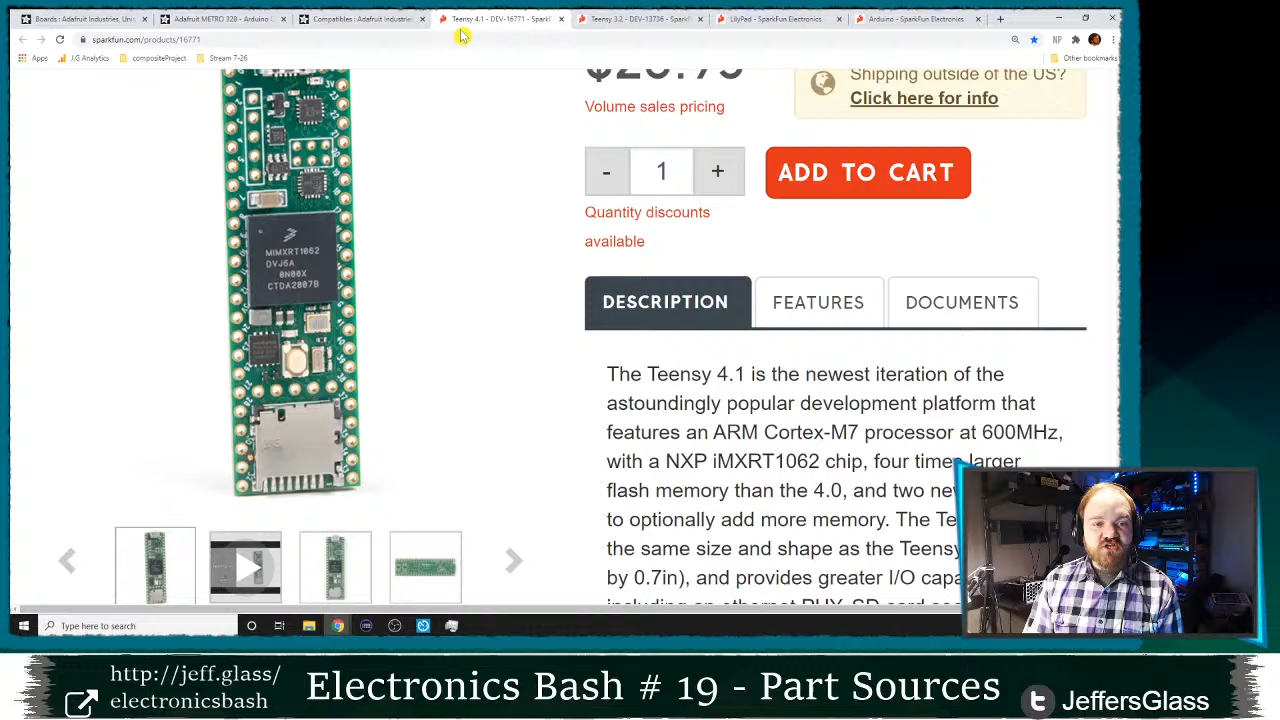 Boards : Adafruit Industries, Uniq
Adafruit METRO 328 - Arduino C
Compatibles : Adafruit Industries
Teensy 4.1 - DEV-16771 - SparkF
Teensy 3.2 - DEV-13736 - SparkF
LilyPad - SparkFun Electronics
Arduino - SparkFun Electronics
sparkfun.com/products/16771
NP
Apps
J.G Analytics
compositeProject
Stream 7-26
Other bookmarks
Shipping outside of the US?
Click here for info
Volume sales pricing
-
1
+
ADD TO CART
Quantity discounts
available
MIMXRT1062
DVJ6A
0N00X
CTDA2007B
DESCRIPTION
FEATURES
DOCUMENTS
The Teensy 4.1 is the newest iteration of the
astoundingly popular development platform that
features an ARM Cortex-M7 processor at 600MHz,
with a NXP iMXRT1062 chip, four times larger
flash memory than the 4.0, and two new
to optionally add more memory. The Te
the same size and shape as the Teensy
by 0.7in), and provides greater I/O capa
Type here to search
http://jeff.glass/
electronicsbash
Electronics Bash # 19 - Part Sources
JeffersGlass